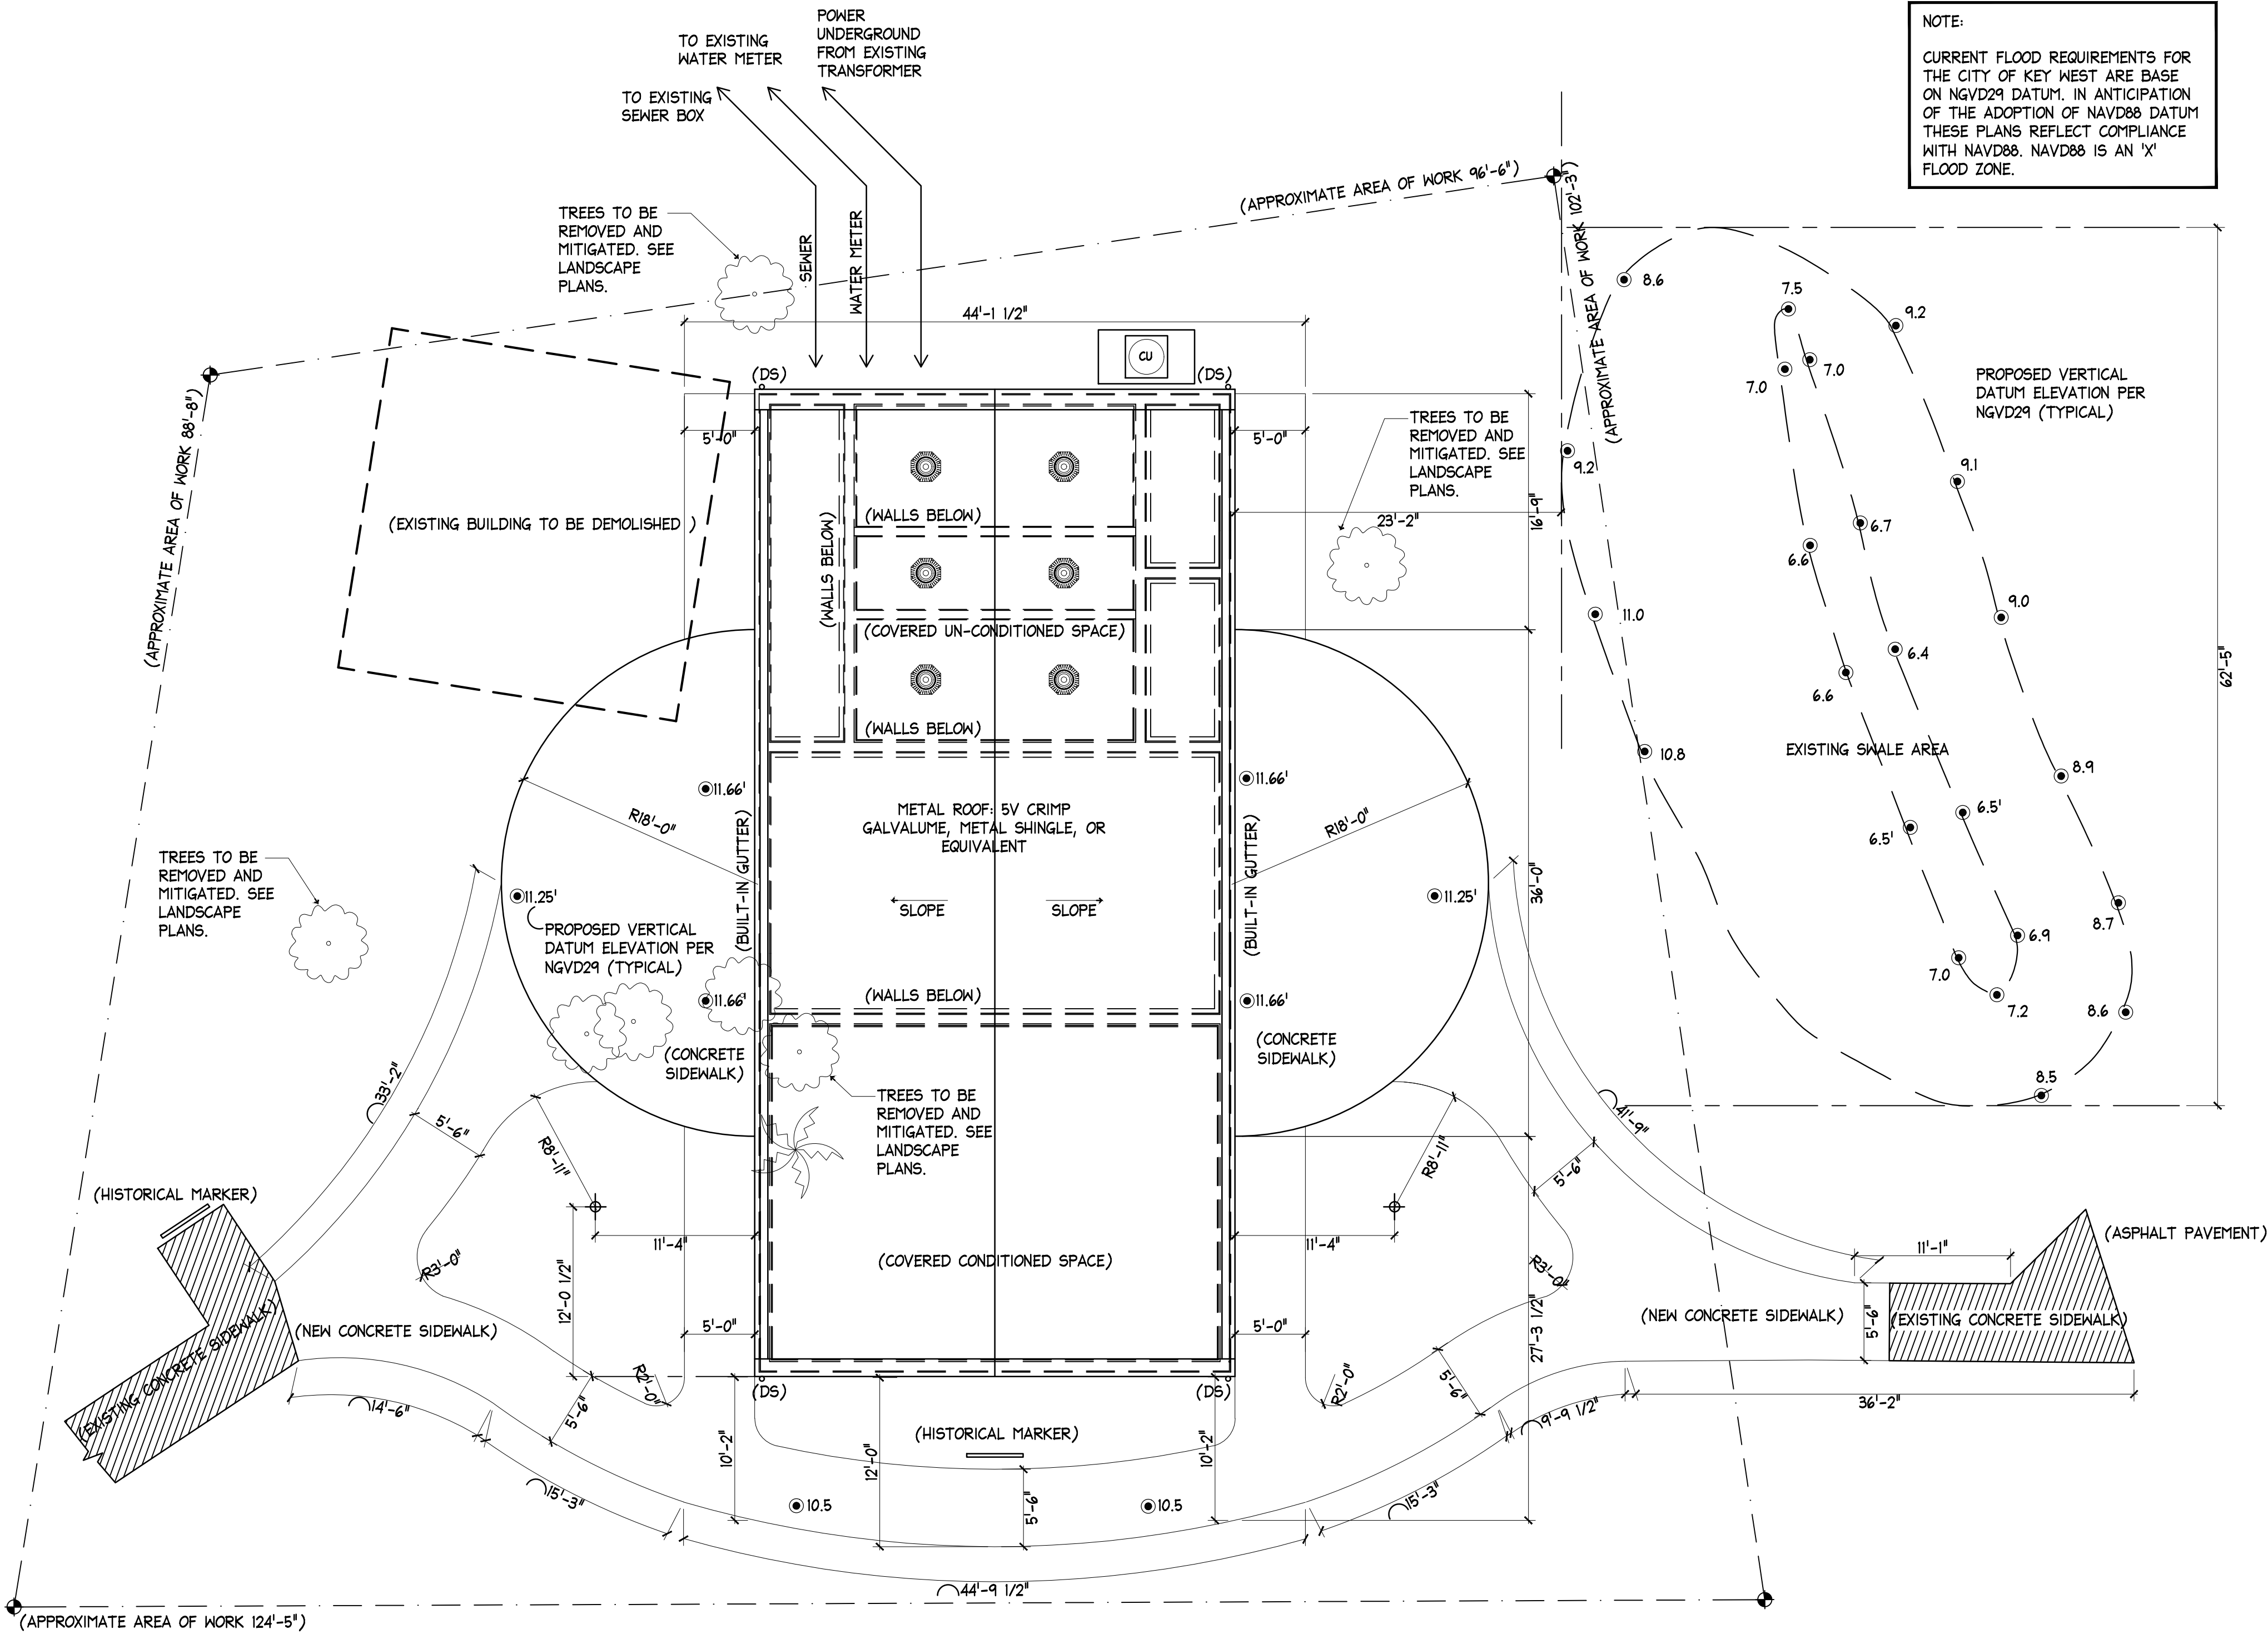 POWER
UNDERGROUND
FROM EXISTING
TRANSFORMER
TO EXISTING
WATER METER
TO EXISTING
SEWER BOX
NOTE:
CURRENT FLOOD REQUIREMENTS FOR
THE CITY OF KEY WEST ARE BASE
ON NGVD29 DATUM. IN ANTICIPATION
OF THE ADOPTION OF NAVD88 DATUM
THESE PLANS REFLECT COMPLIANCE
WITH NAVD88. NAVD88 IS AN 'X'
FLOOD ZONE.
(APPROXIMATE AREA OF WORK 96'-6")
(APPROXIMATE AREA OF WORK 102'-3")
TREES TO BE
REMOVED AND
MITIGATED. SEE
LANDSCAPE
PLANS.
SEWER
WATER METER
44'-1 1/2"
CU
(DS)
(DS)
5'-0"
5'-0"
(APPROXIMATE AREA OF WORK 88'-8")
(EXISTING BUILDING TO BE DEMOLISHED )
TREES TO BE
REMOVED AND
MITIGATED. SEE
LANDSCAPE
PLANS.
23'-2"
16'-9"
8.6
7.5
9.2
7.0
7.0
PROPOSED VERTICAL
DATUM ELEVATION PER
NGVD29 (TYPICAL)
9.2
9.1
6.7
6.6
11.0
9.0
6.4
6.6
62'-5"
10.8
EXISTING SWALE AREA
8.9
6.5'
6.5'
8.7
6.9
7.0
7.2
8.6
8.5
(WALLS BELOW)
(WALLS BELOW)
(COVERED UN-CONDITIONED SPACE)
(WALLS BELOW)
11.66'
11.66'
METAL ROOF: 5V CRIMP
GALVALUME, METAL SHINGLE, OR
EQUIVALENT
R18'-0"
R18'-0"
(BUILT-IN GUTTER)
(BUILT-IN GUTTER)
36'-0"
SLOPE
SLOPE
11.25'
11.25'
PROPOSED VERTICAL
DATUM ELEVATION PER
NGVD29 (TYPICAL)
TREES TO BE
REMOVED AND
MITIGATED. SEE
LANDSCAPE
PLANS.
11.66'
11.66'
(WALLS BELOW)
(CONCRETE
SIDEWALK)
(CONCRETE
SIDEWALK)
TREES TO BE
REMOVED AND
MITIGATED. SEE
LANDSCAPE
PLANS.
33'-2"
5'-6"
R8'-11"
R8'-11"
5'-6"
41'-9"
(HISTORICAL MARKER)
11'-4"
11'-4"
12'-0 1/2"
R3'-0"
R3'-0"
(COVERED CONDITIONED SPACE)
11'-1"
(ASPHALT PAVEMENT)
(EXISTING CONCRETE SIDEWALK)
(NEW CONCRETE SIDEWALK)
5'-0"
5'-0"
27'-3 1/2"
(NEW CONCRETE SIDEWALK)
5'-6"
(EXISTING CONCRETE SIDEWALK)
R2'-0"
(DS)
(DS)
R2'-0"
14'-6"
5'-6"
5'-6"
9'-9 1/2"
36'-2"
10'-2"
12'-0"
(HISTORICAL MARKER)
10'-2"
5'-6"
15'-3"
10.5
10.5
15'-3"
44'-9 1/2"
(APPROXIMATE AREA OF WORK 124'-5")